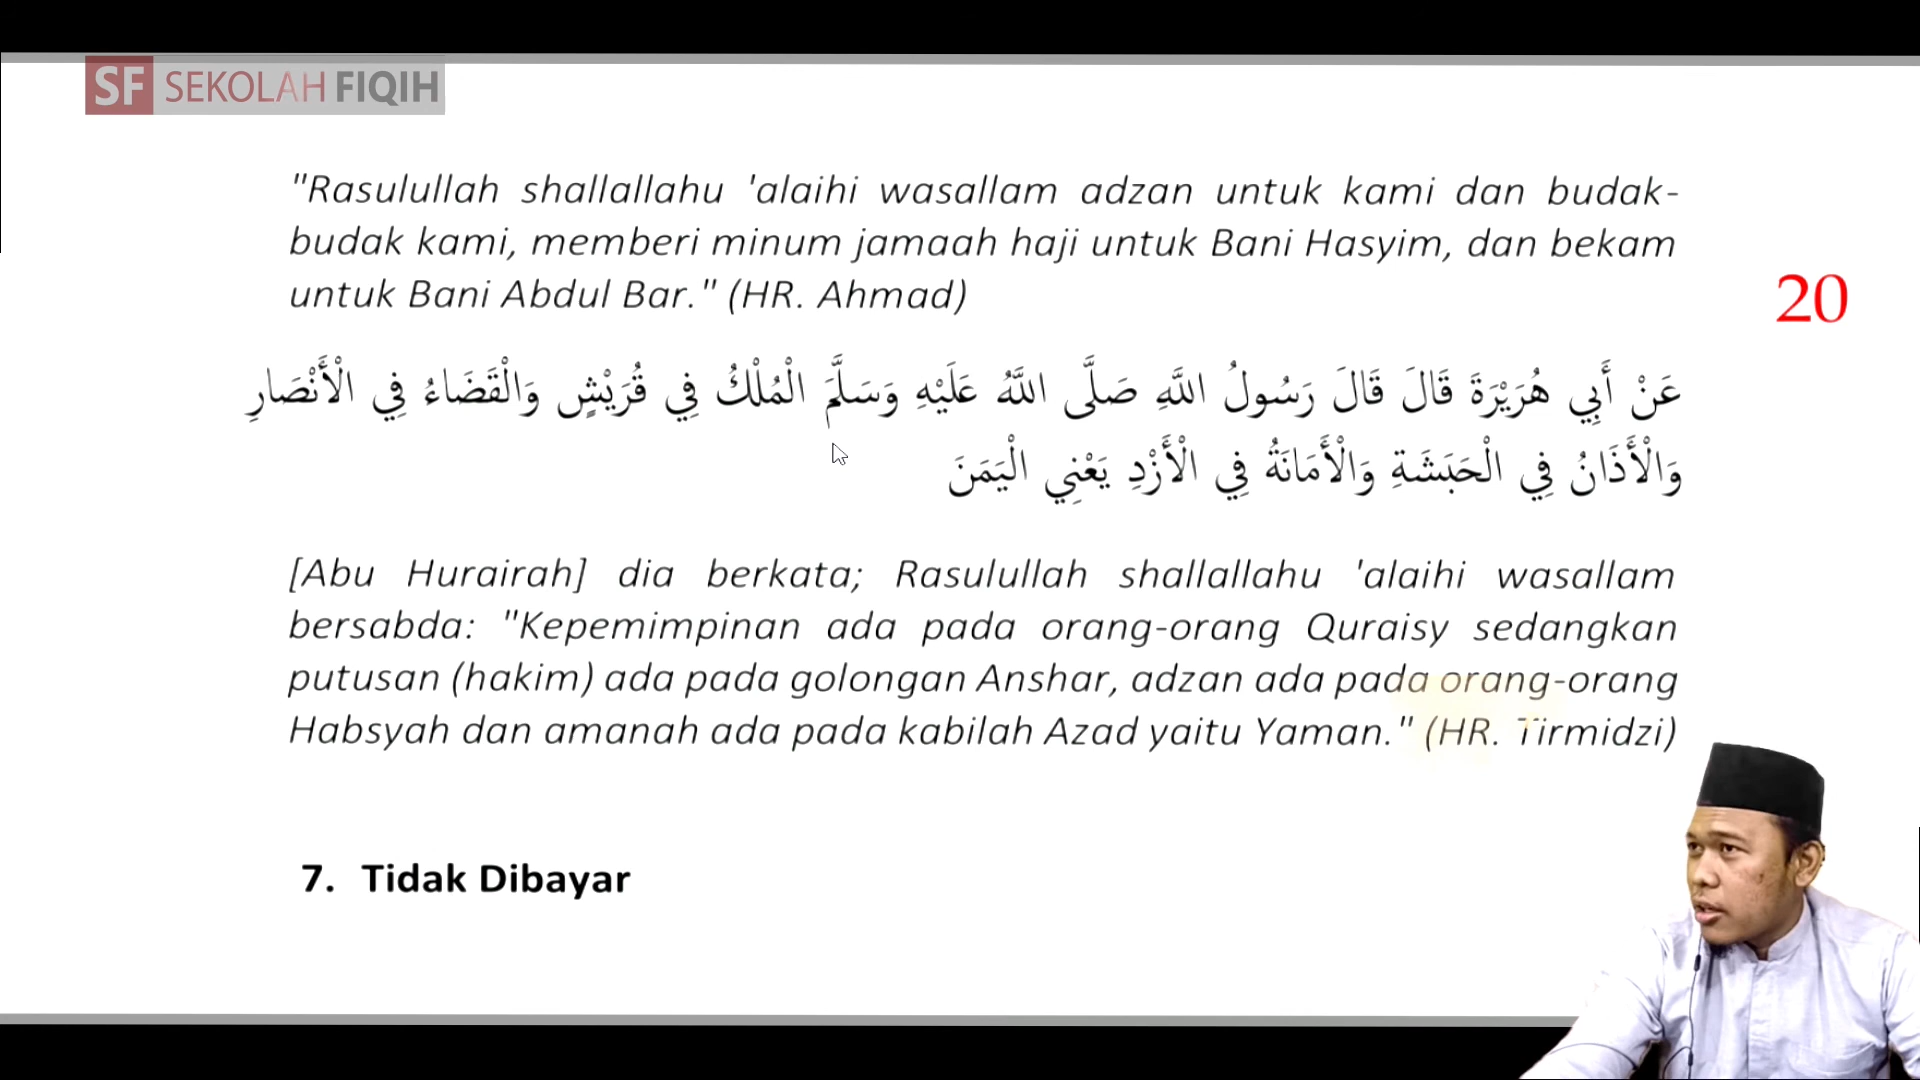 SF SEKOLAH FIQIH
"Rasulullah shallallahu 'alaihi wasallam adzan untuk kami dan budak-
budak kami, memberi minum jamaah haji untuk Bani Hasyim, dan bekam
untuk Bani Abdul Bar." (HR. Ahmad)
20
عَنْ أَبِي هُرَيْرَةَ قَالَ قَالَ رَسُولُ اللَّهِ صَلَّى اللَّهُ عَلَيْهِ وَسَلَّمَ الْمُلْكُ فِي قُرَيْشٍ وَالْقَضَاءُ فِي الْأَنْصَارِ
وَالْأَذَانُ فِي الْحَبَشَةِ وَالْأَمَانَةُ فِي الْأَزْدِ يَعْنِي الْيَمَنَ
[Abu Hurairah] dia berkata; Rasulullah shallallahu 'alaihi wasallam
bersabda: "Kepemimpinan ada pada orang-orang Quraisy sedangkan
putusan (hakim) ada pada golongan Anshar, adzan ada pada orang-orang
Habsyah dan amanah ada pada kabilah Azad yaitu Yaman." (HR. Tirmidzi)
7. Tidak Dibayar